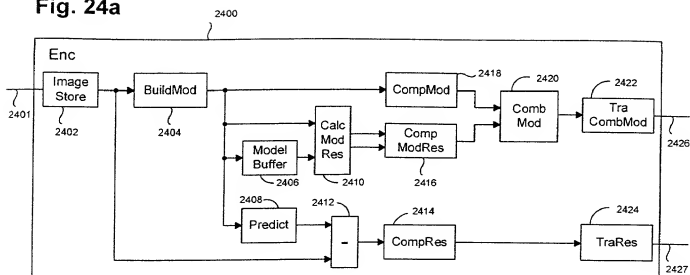 Fig. 24a
2400
Enc
2401
Image Store
2402
BuildMod
2404
CompMod
2418
2420
Comb Mod
2422
Tra CombMod
2426
Calc Mod Res
2410
Model Buffer
2406
Comp ModRes
2416
2408
Predict
2412
-
2414
CompRes
2424
TraRes
2427